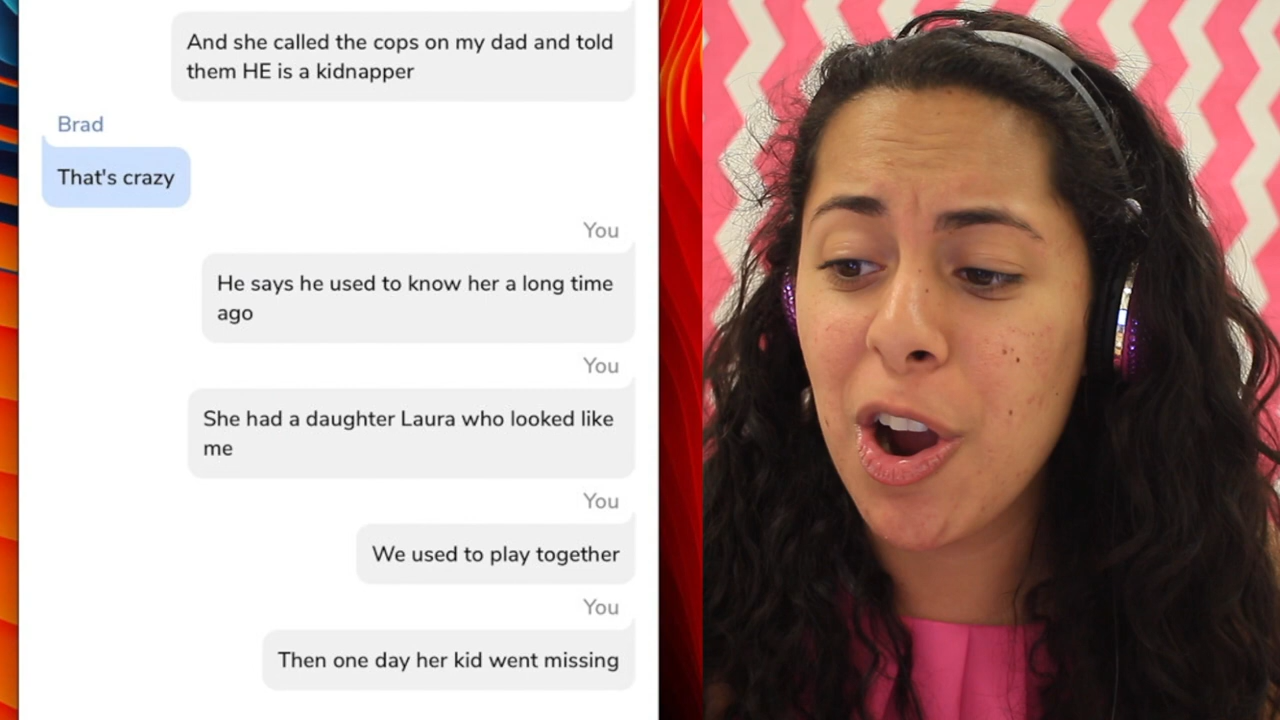 And she called the cops on my dad and told
them HE is a kidnapper
Brad
That's crazy
You
He says he used to know her a long time
ago
You
She had a daughter Laura who looked like
me
You
We used to play together
You
Then one day her kid went missing